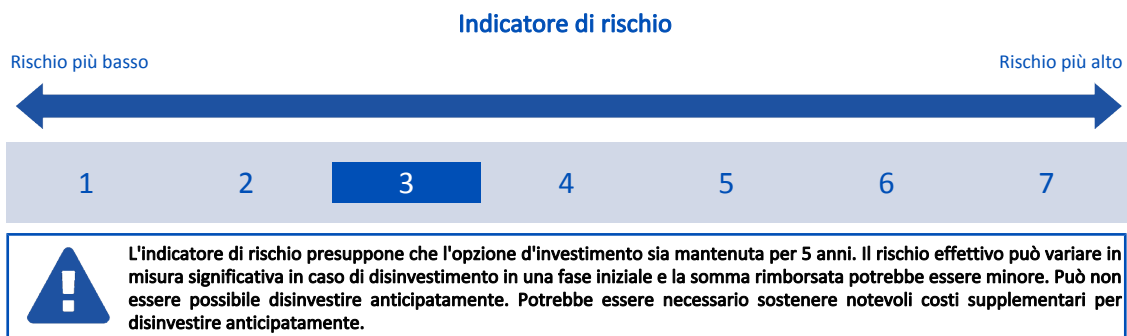 Indicatore di rischio
Rischio più basso
Rischio più alto
1 2 3 4 5 6 7
L'indicatore di rischio presuppone che l'opzione d'investimento sia mantenuta per 5 anni. Il rischio effettivo può variare in
misura significativa in caso di disinvestimento in una fase iniziale e la somma rimborsata potrebbe essere minore. Può non
essere possibile disinvestire anticipatamente. Potrebbe essere necessario sostenere notevoli costi supplementari per
disinvestire anticipatamente.